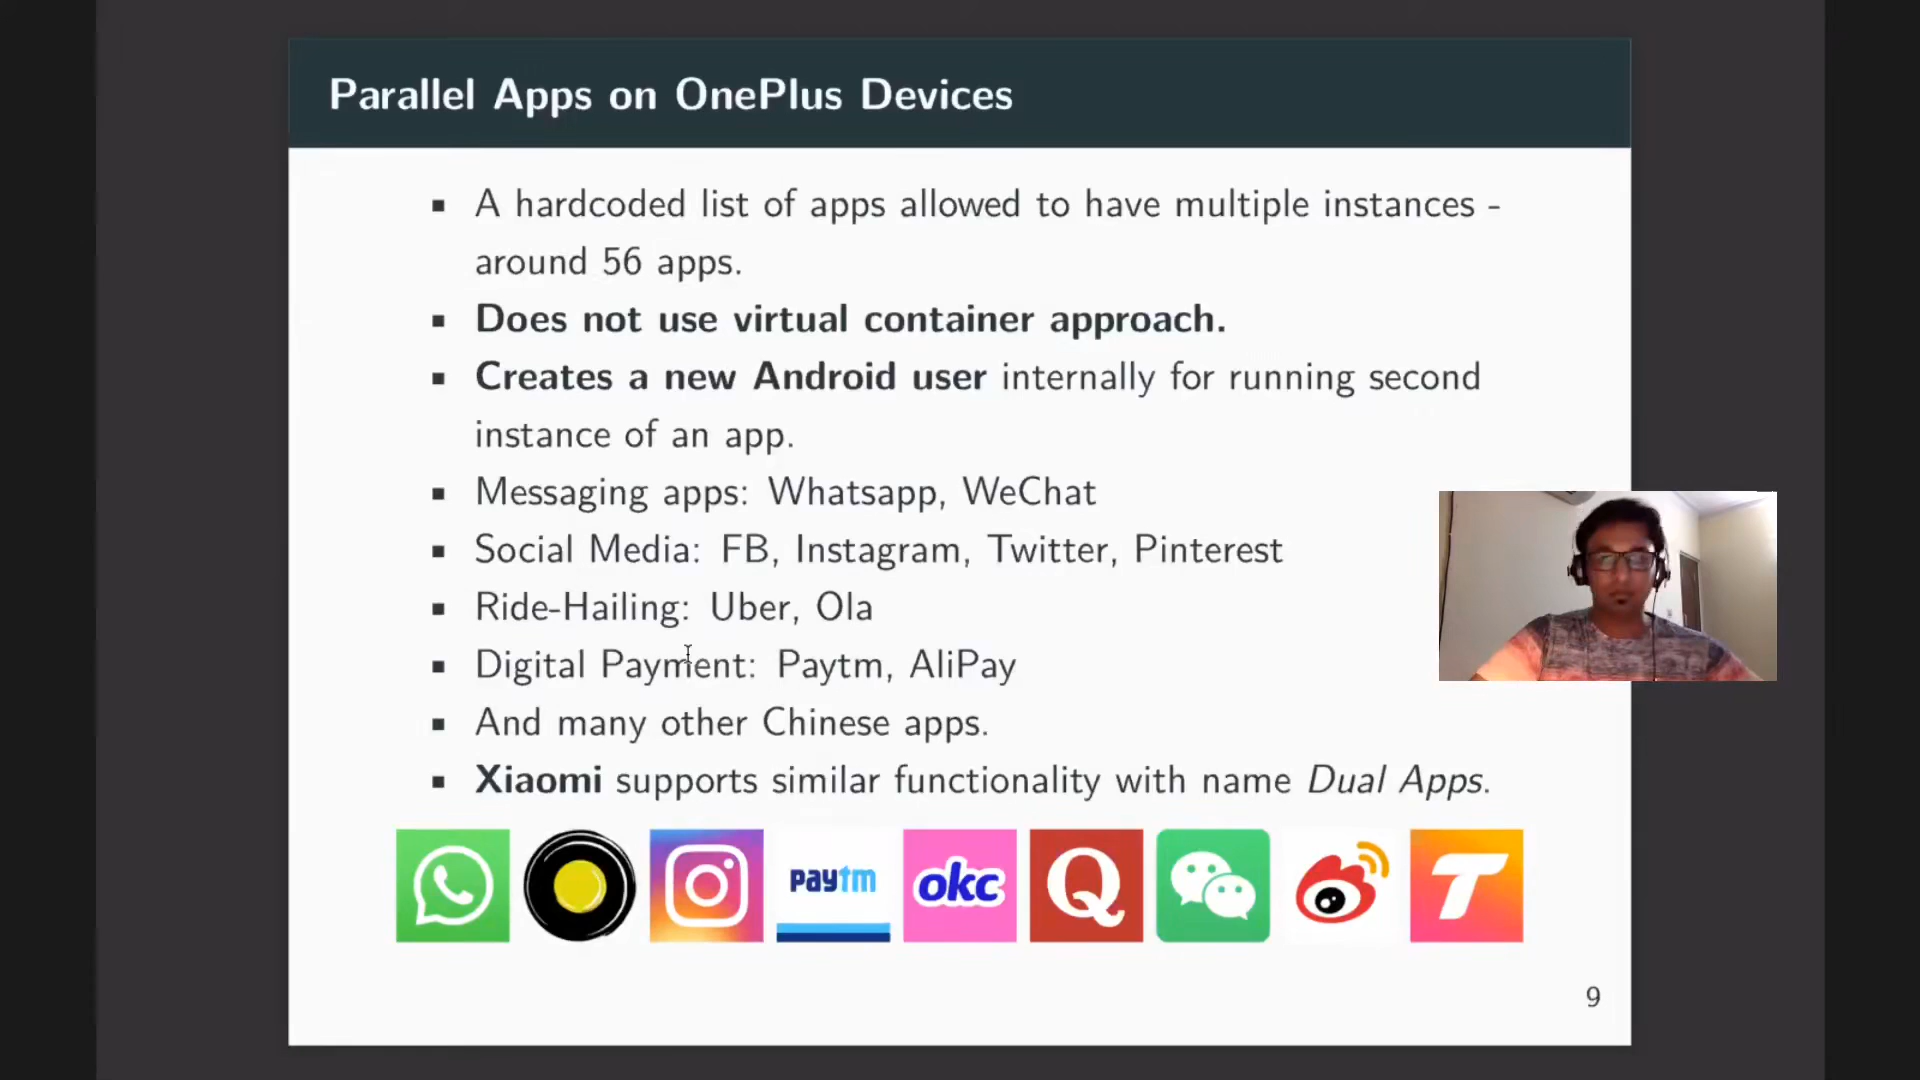 Parallel Apps on OnePlus Devices
▪ A hardcoded list of apps allowed to have multiple instances -
around 56 apps.
▪ Does not use virtual container approach.
▪ Creates a new Android user internally for running second
instance of an app.
▪ Messaging apps: Whatsapp, WeChat
▪ Social Media: FB, Instagram, Twitter, Pinterest
▪ Ride-Hailing: Uber, Ola
▪ Digital Payment: Paytm, AliPay
▪ And many other Chinese apps.
▪ Xiaomi supports similar functionality with name Dual Apps.
paytm okc Q T
9